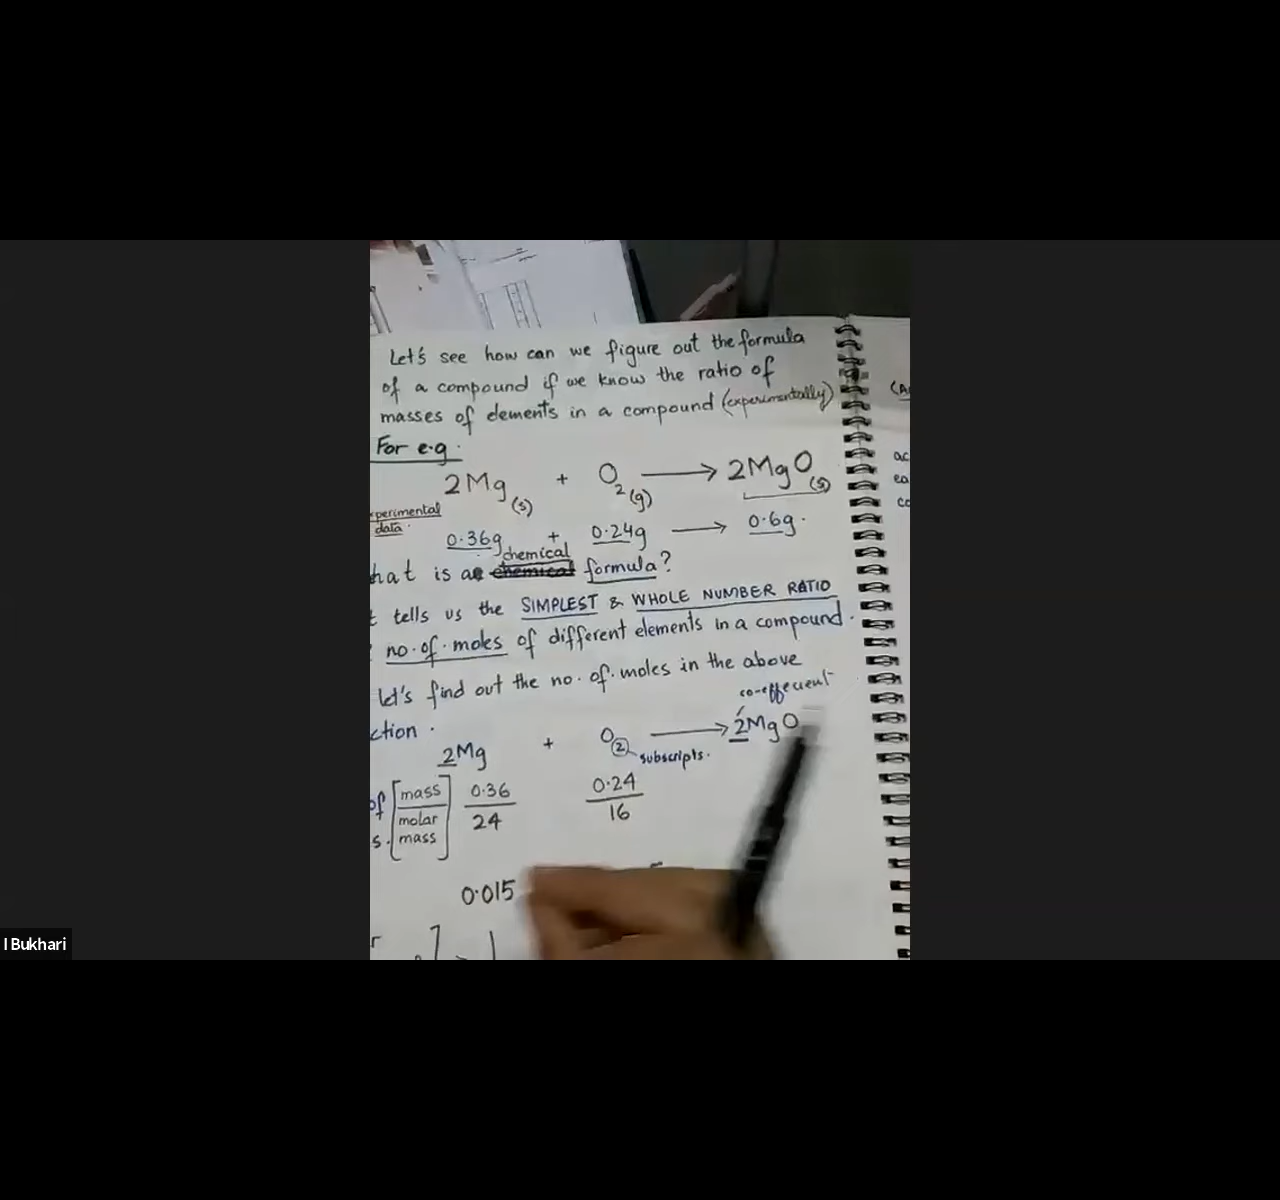 Let's see how can we figure out the formula
of a compound if we know the ratio of
masses of elements in a compound (experimentally)
For e.g.
2Mg(s) + O2(g) → 2MgO(s)
xperimental
data.
0.36g + 0.24g → 0.6g.
chemical
hat is a formula?
t tells us the SIMPLEST & WHOLE NUMBER RATIO
no. of. moles of different elements in a compound.
let's find out the no. of. moles in the above
co-effecient
ction.
2Mg + O2 → 2MgO
subscripts.
of [mass 0.36 0.24
molar 24 16
s. mass]
0.015
I Bukhari